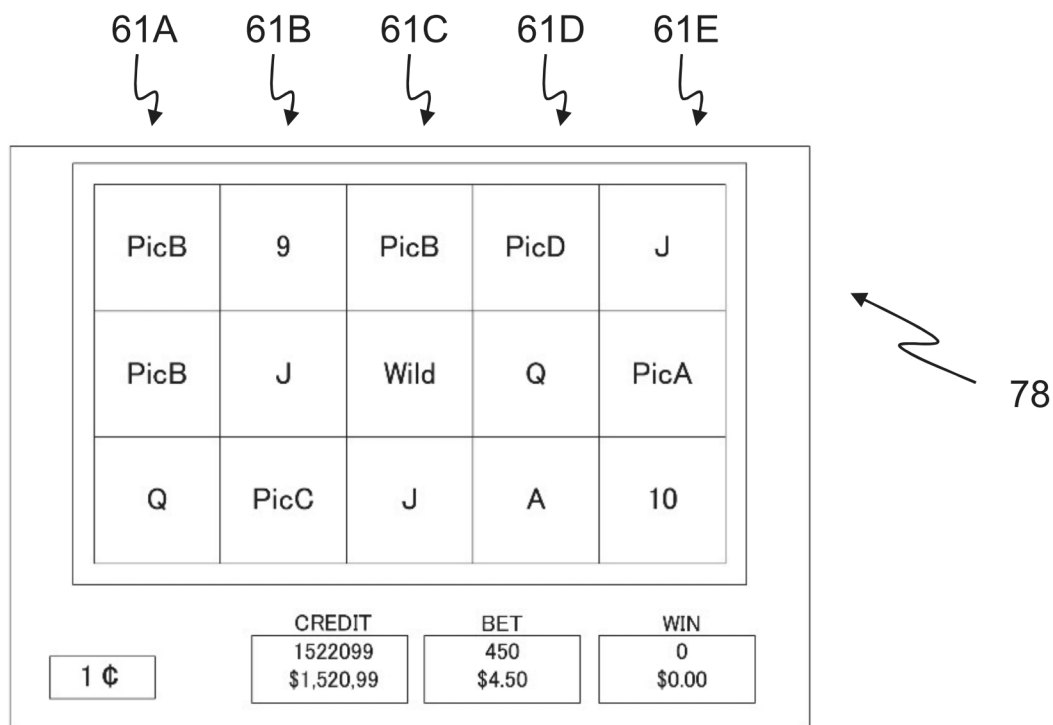 61A 61B 61C 61D 61E
PicB 9 PicB PicD J
PicB J Wild Q PicA
78
Q PicC J A 10
CREDIT BET WIN
1522099 450 0
1 ¢ $1,520,99 $4.50 $0.00